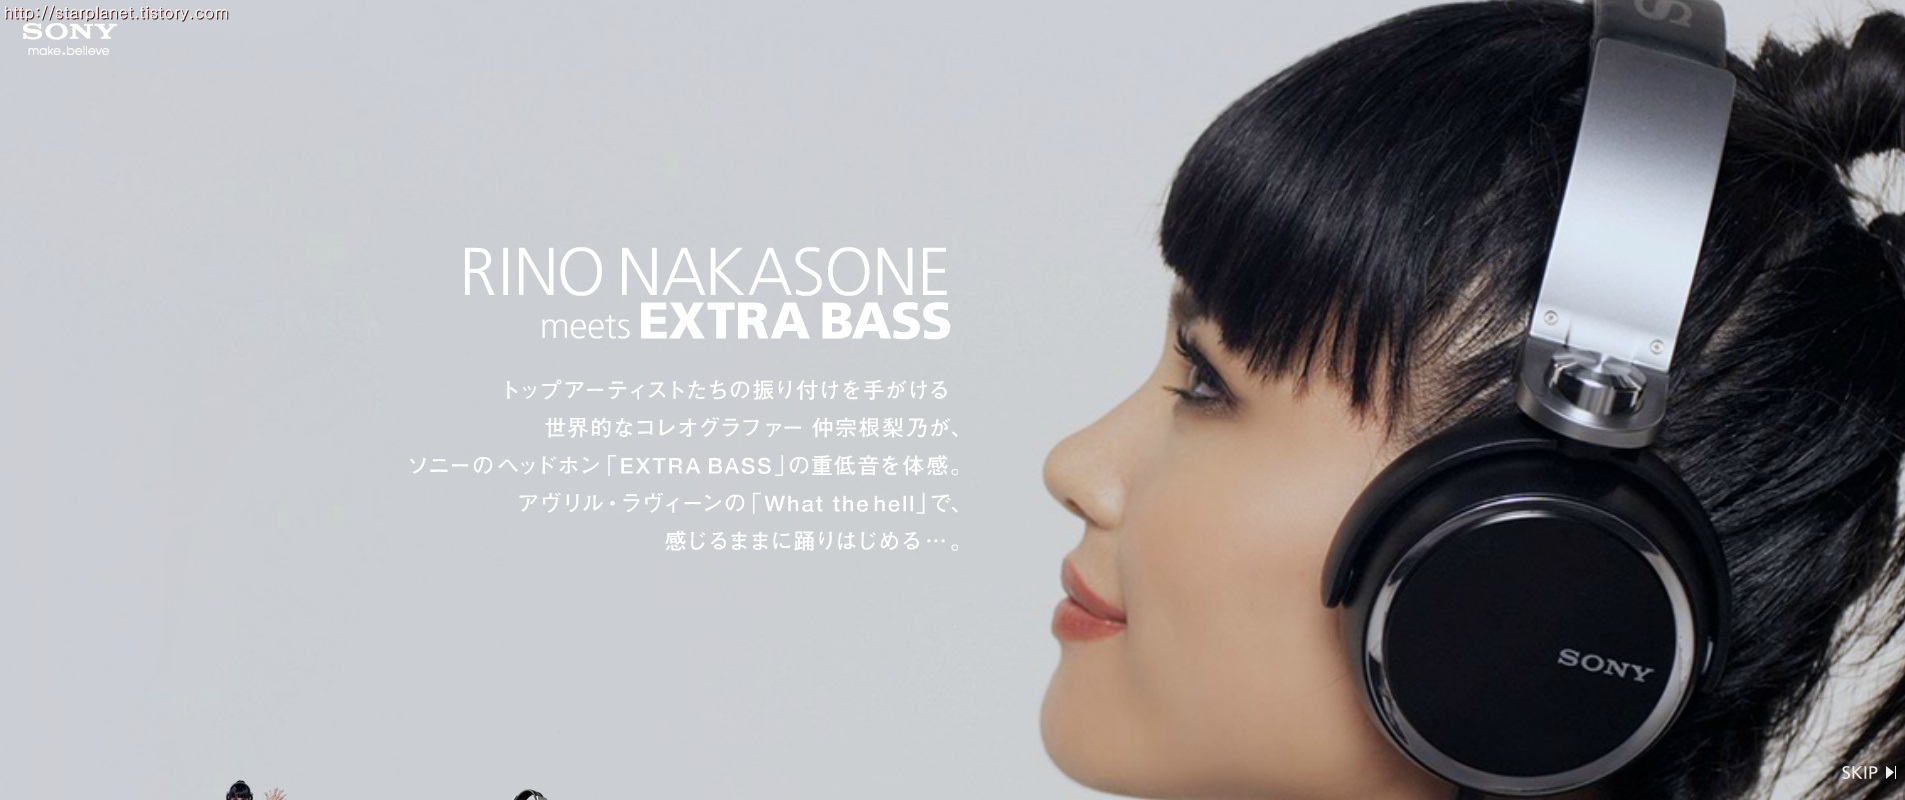 http://starplanet.tistory.com
SONY
make.believe
RINO NAKASONE
meets EXTRA BASS
トップアーティストたちの振り付けを手がける
世界的なコレオグラファー 仲宗根梨乃が、
ソニーのヘッドホン「EXTRA BASS」の重低音を体感。
アヴリル・ラヴィーンの「What the hell」で、
感じるままに踊りはじめる…。
SONY
SKIP